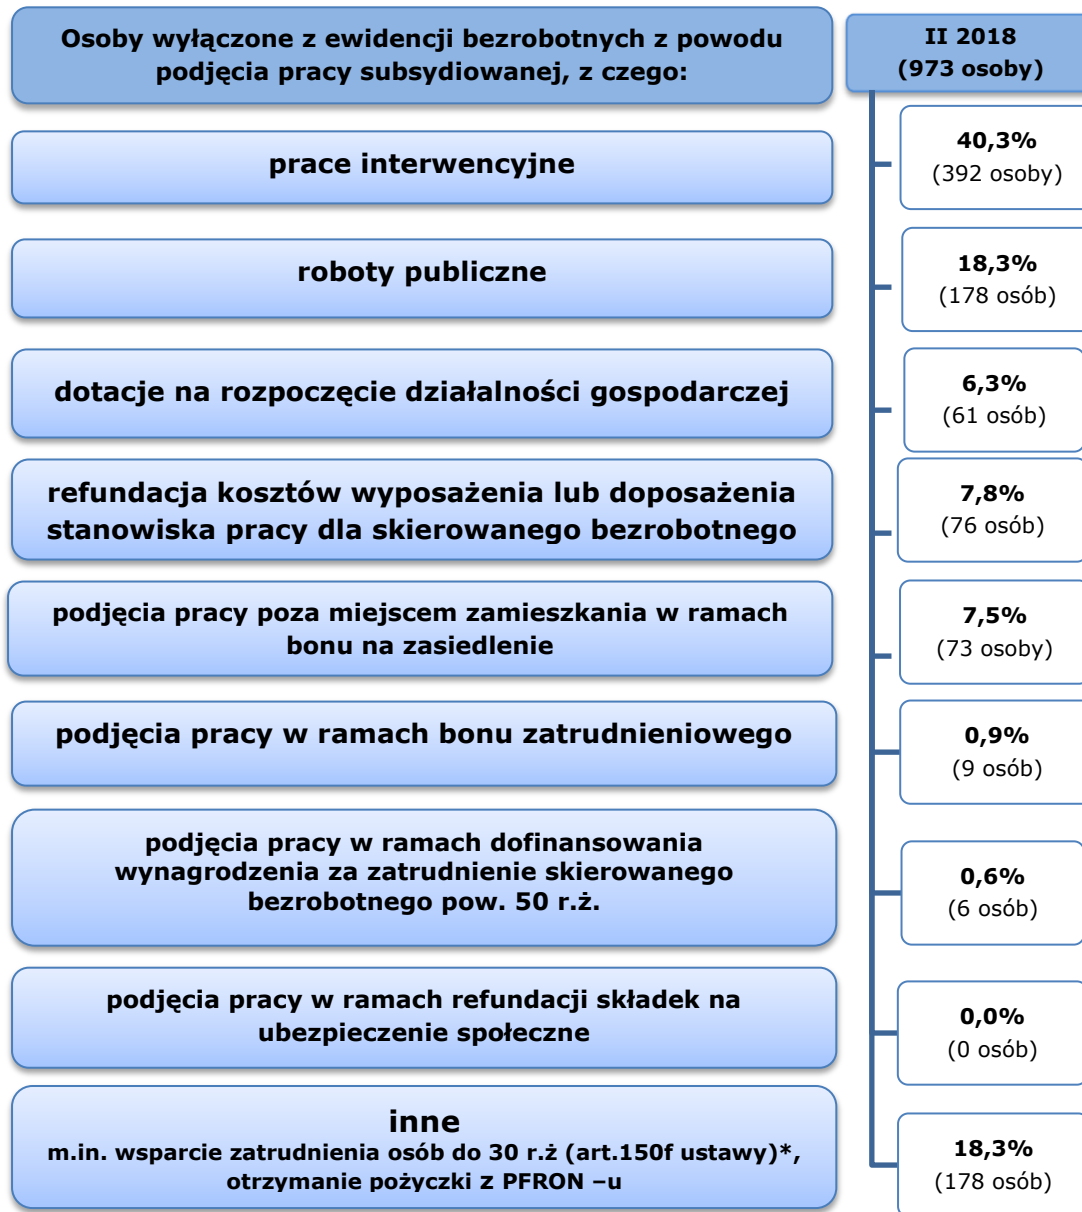 Osoby wyłączone z ewidencji bezrobotnych z powodu
podjęcia pracy subsydiowanej, z czego:
II 2018
(973 osoby)
prace interwencyjne
40,3%
(392 osoby)
roboty publiczne
18,3%
(178 osób)
dotacje na rozpoczęcie działalności gospodarczej
6,3%
(61 osób)
refundacja kosztów wyposażenia lub doposażenia
stanowiska pracy dla skierowanego bezrobotnego
7,8%
(76 osób)
podjęcia pracy poza miejscem zamieszkania w ramach
bonu na zasiedlenie
7,5%
(73 osoby)
podjęcia pracy w ramach bonu zatrudnieniowego
0,9%
(9 osób)
podjęcia pracy w ramach dofinansowania
wynagrodzenia za zatrudnienie skierowanego
bezrobotnego pow. 50 r.ż.
0,6%
(6 osób)
podjęcia pracy w ramach refundacji składek na
ubezpieczenie społeczne
0,0%
(0 osób)
inne
m.in. wsparcie zatrudnienia osób do 30 r.ż (art.150f ustawy)*,
otrzymanie pożyczki z PFRON –u
18,3%
(178 osób)